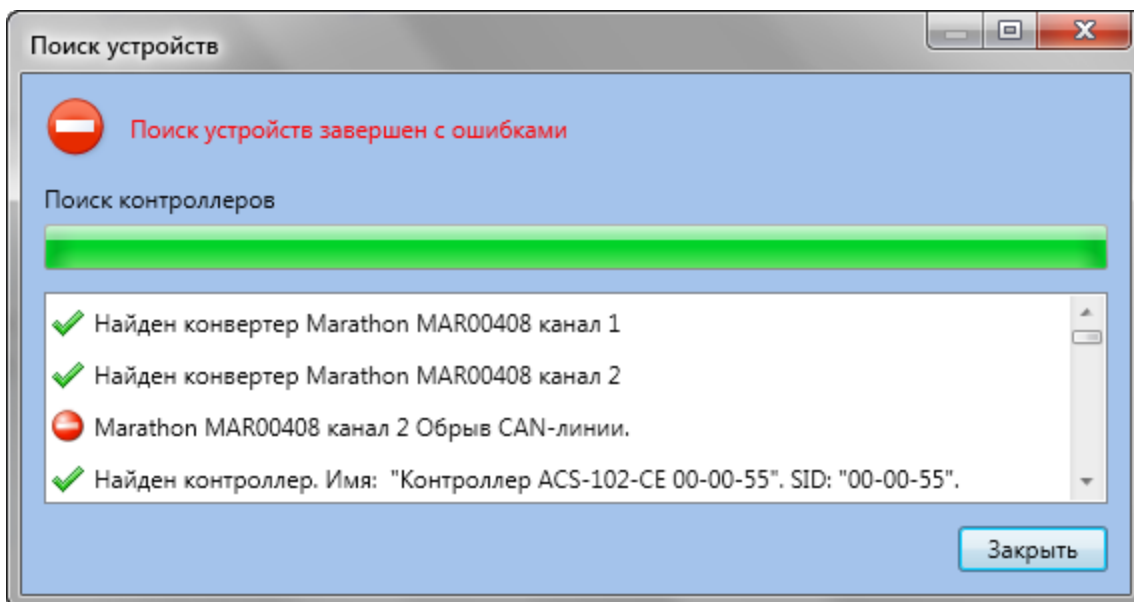 Поиск устройств
Поиск устройств завершен с ошибками
Поиск контроллеров
Найден конвертер Marathon MAR00408 канал 1
Найден конвертер Marathon MAR00408 канал 2
Marathon MAR00408 канал 2 Обрыв CAN-линии.
Найден контроллер. Имя: "Контроллер ACS-102-CE 00-00-55". SID: "00-00-55".
Закрыть